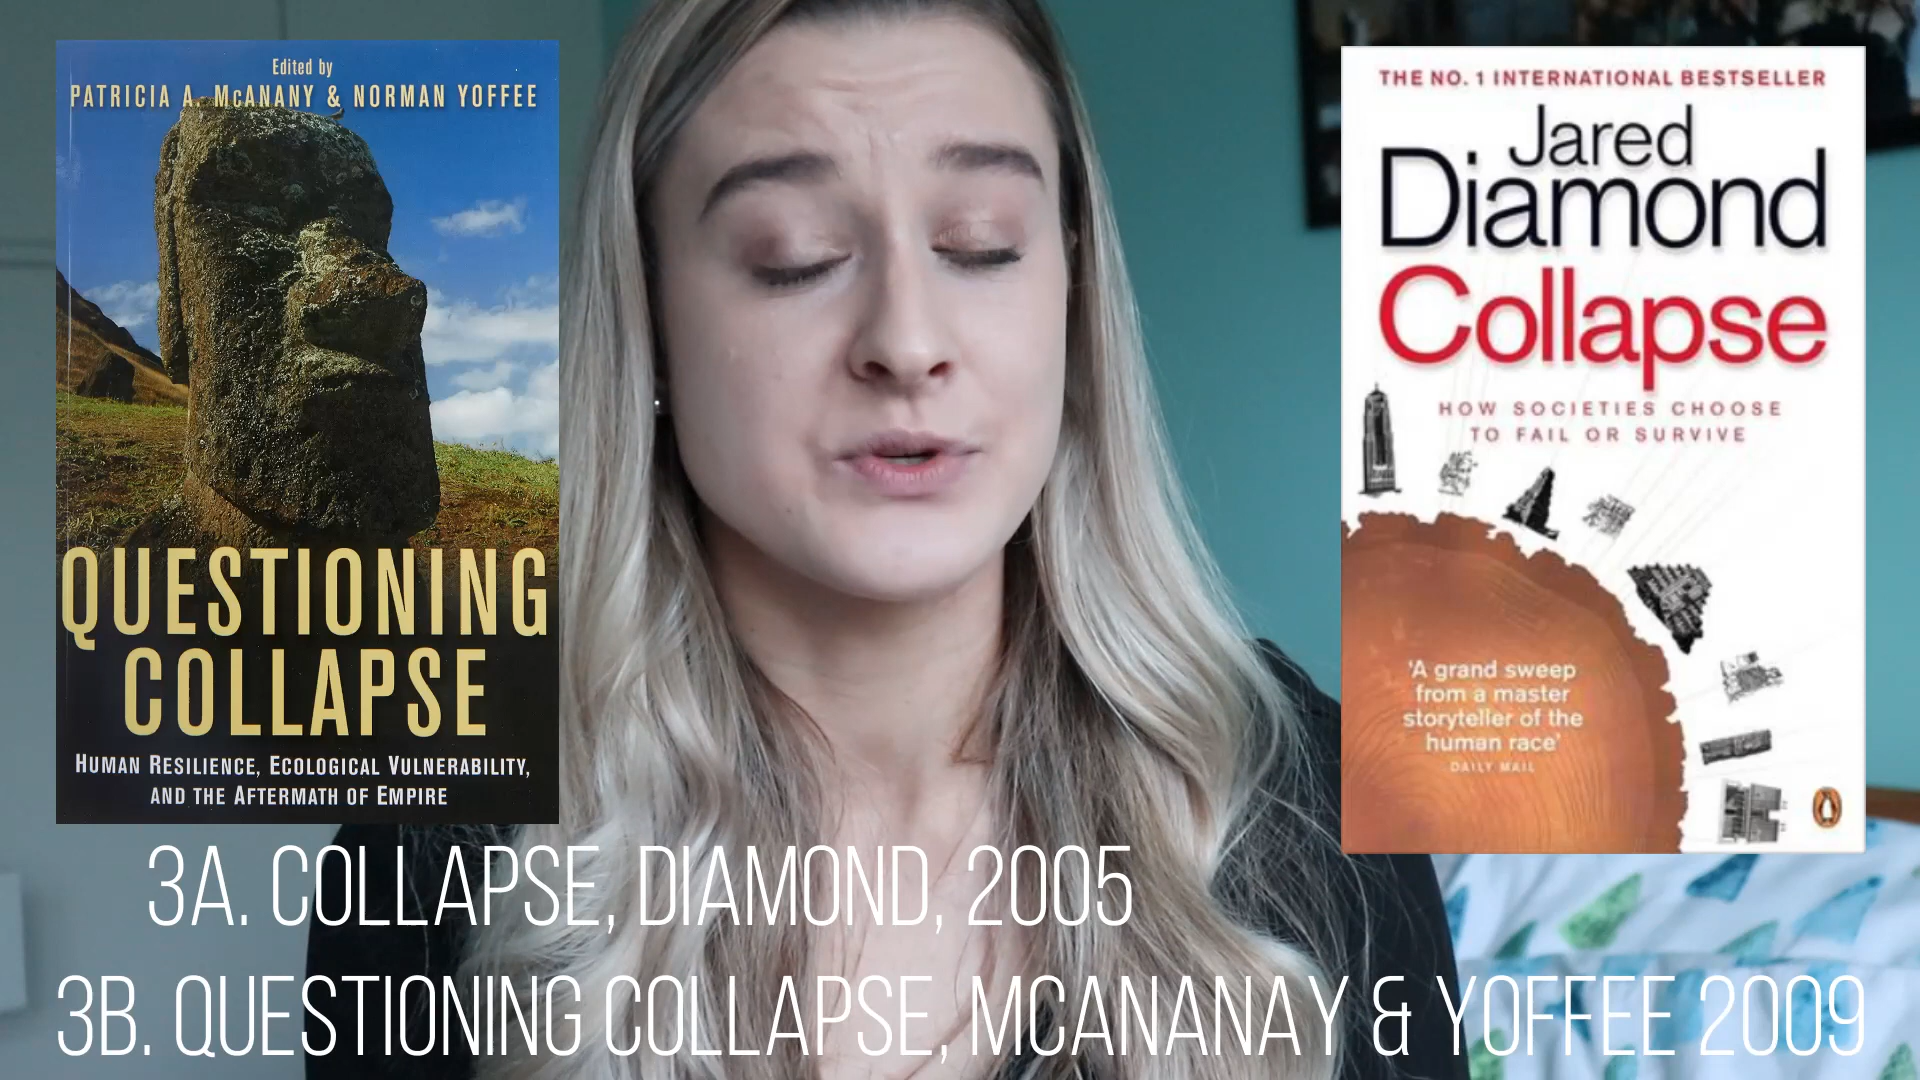 Edited by
PATRICIA A. McANANY & NORMAN YOFFEE
QUESTIONING
COLLAPSE
HUMAN RESILIENCE, ECOLOGICAL VULNERABILITY,
AND THE AFTERMATH OF EMPIRE
THE NO. 1 INTERNATIONAL BESTSELLER
Jared
Diamond
Collapse
HOW SOCIETIES CHOOSE
TO FAIL OR SURVIVE
'A grand sweep
from a master
storyteller of the
human race'
DAILY MAIL
3A. COLLAPSE, DIAMOND, 2005
3B. QUESTIONING COLLAPSE, MCANANAY & YOFFEE 2009